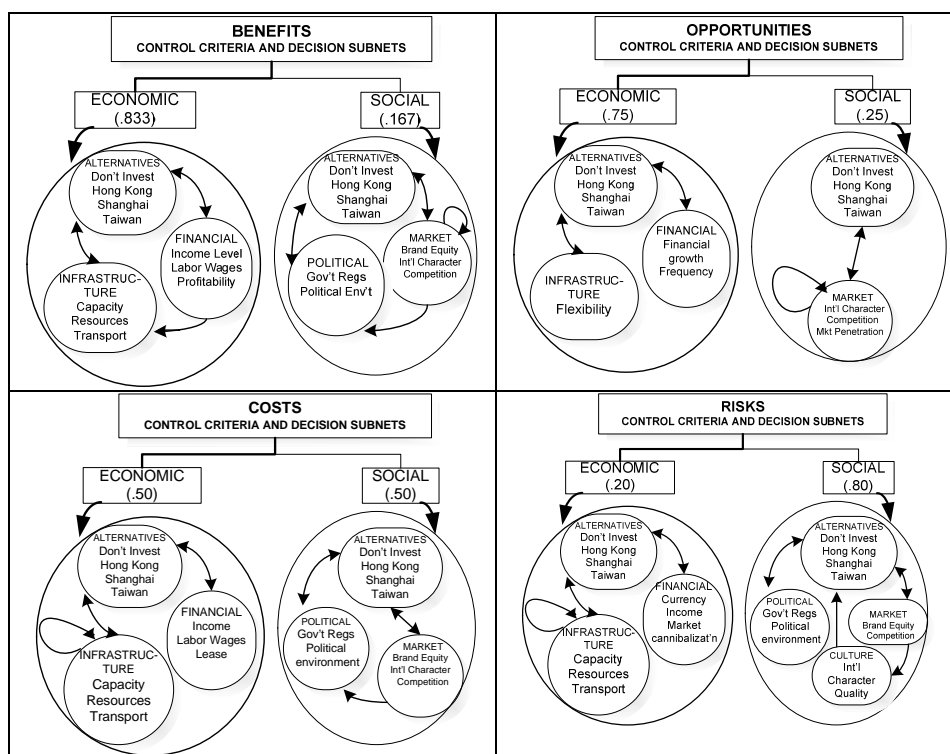 BENEFITS
CONTROL CRITERIA AND DECISION SUBNETS
ECONOMIC
(.833)
SOCIAL
(.167)
ALTERNATIVES
Don't Invest
Hong Kong
Shanghai
Taiwan
FINANCIAL
Income Level
Labor Wages
Profitability
INFRASTRUC-
TURE
Capacity
Resources
Transport
ALTERNATIVES
Don't Invest
Hong Kong
Shanghai
Taiwan
MARKET
Brand Equity
Int'l Character
Competition
POLITICAL
Gov't Regs
Political Env't
OPPORTUNITIES
CONTROL CRITERIA AND DECISION SUBNETS
ECONOMIC
(.75)
SOCIAL
(.25)
ALTERNATIVES
Don't Invest
Hong Kong
Shanghai
Taiwan
FINANCIAL
Financial
growth
Frequency
INFRASTRUC-
TURE
Flexibility
ALTERNATIVES
Don't Invest
Hong Kong
Shanghai
Taiwan
MARKET
Int'l Character
Competition
Mkt Penetration
COSTS
CONTROL CRITERIA AND DECISION SUBNETS
ECONOMIC
(.50)
SOCIAL
(.50)
ALTERNATIVES
Don't Invest
Hong Kong
Shanghai
Taiwan
FINANCIAL
Income
Labor Wages
Lease
INFRASTRUC-
TURE
Capacity
Resources
Transport
ALTERNATIVES
Don't Invest
Hong Kong
Shanghai
Taiwan
POLITICAL
Gov't Regs
Political
environment
MARKET
Brand Equity
Int'l Character
Competition
RISKS
CONTROL CRITERIA AND DECISION SUBNETS
ECONOMIC
(.20)
SOCIAL
(.80)
ALTERNATIVES
Don't Invest
Hong Kong
Shanghai
Taiwan
FINANCIAL
Currency
Income
Market
cannibalizat'n
INFRASTRUC-
TURE
Capacity
Resources
Transport
ALTERNATIVES
Don't Invest
Hong Kong
Shanghai
Taiwan
POLITICAL
Gov't Regs
Political
environment
MARKET
Brand Equity
Competition
CULTURE
Int'l
Character
Quality